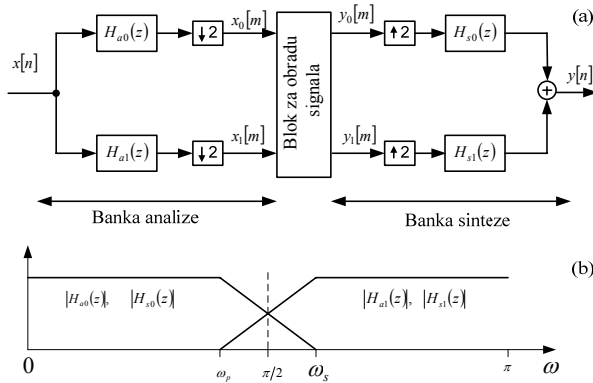 (a)
x[n]
H_{a0}(z)
↓2
x_0[m]
Blok za obradu
signala
y_0[m]
↑2
H_{s0}(z)
H_{a1}(z)
↓2
x_1[m]
y_1[m]
↑2
H_{s1}(z)
+
y[n]
Banka analize
Banka sinteze
(b)
|H_{a0}(z)|, |H_{s0}(z)|
|H_{a1}(z)|, |H_{s1}(z)|
0
ω_p
π/2
ω_s
π
ω